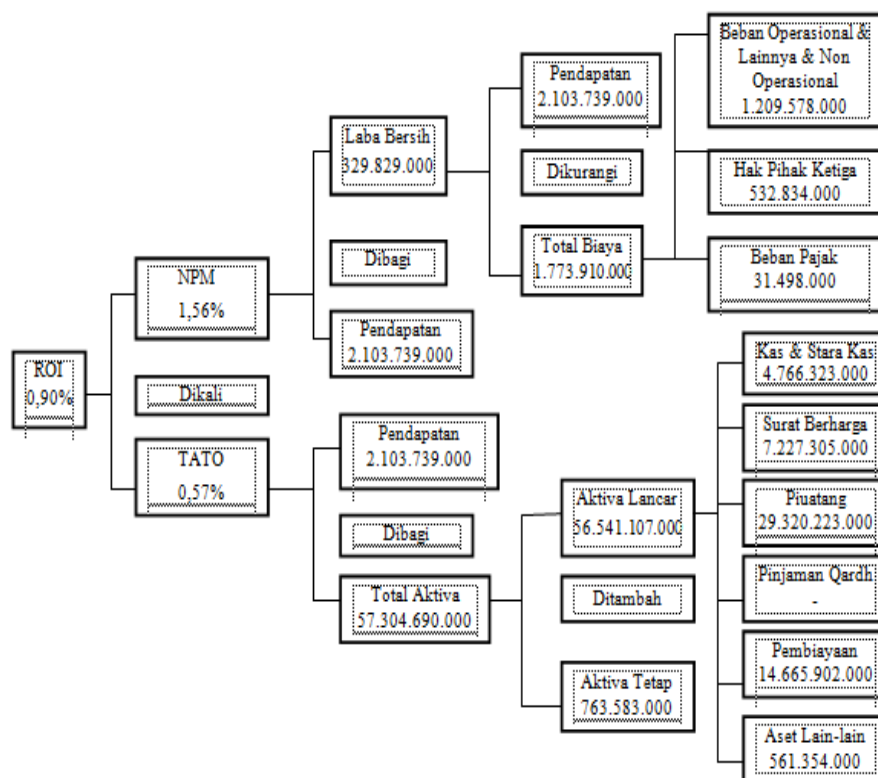 ROI
0,90%
NPM
1,56%
Dikali
TATO
0,57%
Laba Bersih
329.829.000
Dibagi
Pendapatan
2.103.739.000
Pendapatan
2.103.739.000
Dibagi
Total Aktiva
57.304.690.000
Pendapatan
2.103.739.000
Dikurangi
Total Biaya
1.773.910.000
Aktiva Lancar
56.541.107.000
Ditambah
Aktiva Tetap
763.583.000
Beban Operasional &
Lainnya & Non
Operasional
1.209.578.000
Hak Pihak Ketiga
532.834.000
Beban Pajak
31.498.000
Kas & Stara Kas
4.766.323.000
Surat Berharga
7.227.305.000
Piuatang
29.320.223.000
Pinjaman Qardh
-
Pembiayaan
14.665.902.000
Aset Lain-lain
561.354.000